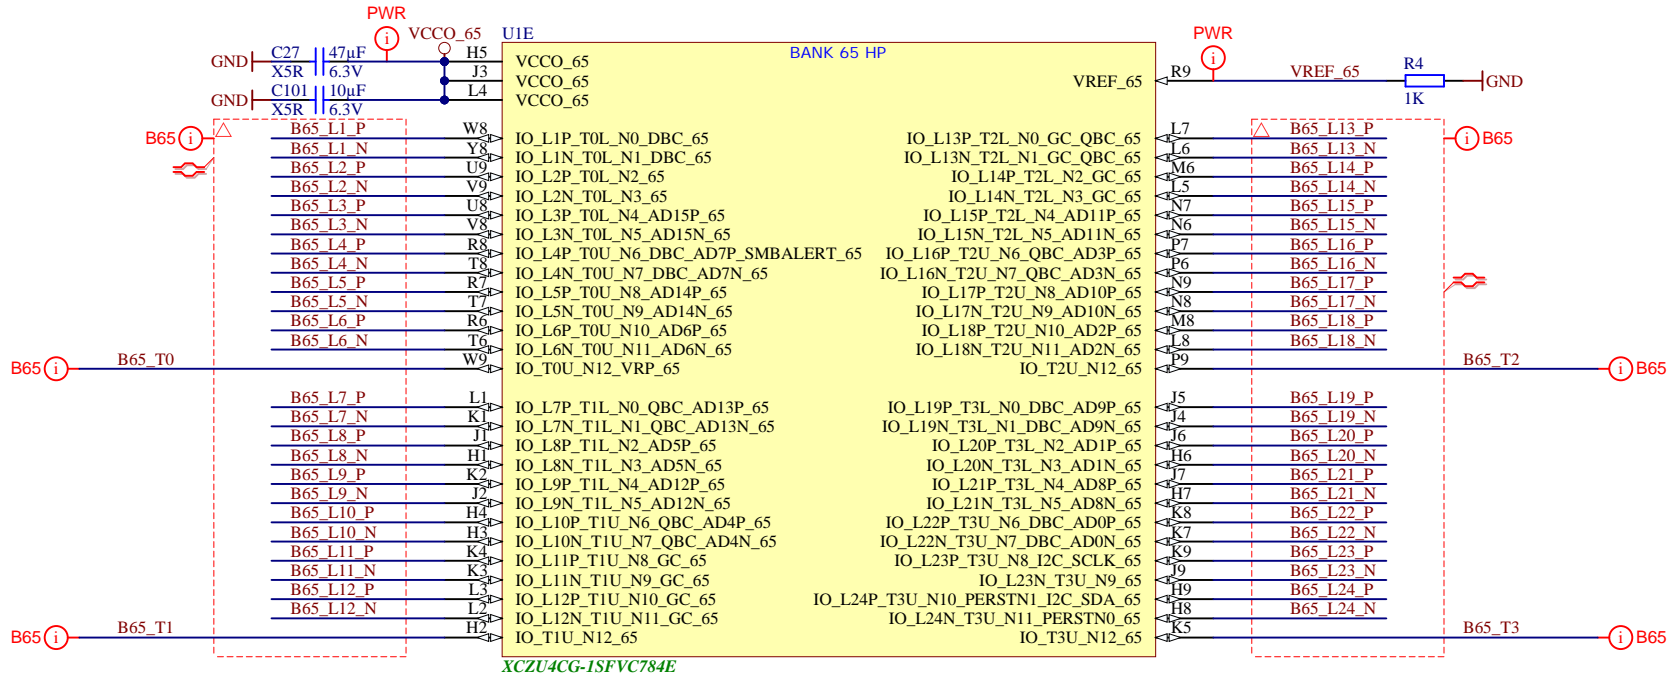 PWR
VCCO_65
U1E
BANK 65 HP
PWR
GND C27 47µF H5 VCCO_65
X5R 6.3V
J3 VCCO_65
VREF_65 R9 VREF_65 R4 GND
1K
GND C101 10µF L4 VCCO_65
X5R 6.3V
B65 B65_L1_P W8 IO_L1P_T0L_N0_DBC_65 IO_L13P_T2L_N0_GC_QBC_65 L7 B65_L13_P B65
B65_L1_N Y8 IO_L1N_T0L_N1_DBC_65 IO_L13N_T2L_N1_GC_QBC_65 L6 B65_L13_N
B65_L2_P U9 IO_L2P_T0L_N2_65 IO_L14P_T2L_N2_GC_65 M6 B65_L14_P
B65_L2_N V9 IO_L2N_T0L_N3_65 IO_L14N_T2L_N3_GC_65 L5 B65_L14_N
B65_L3_P U8 IO_L3P_T0L_N4_AD15P_65 IO_L15P_T2L_N4_AD11P_65 N7 B65_L15_P
B65_L3_N V8 IO_L3N_T0L_N5_AD15N_65 IO_L15N_T2L_N5_AD11N_65 N6 B65_L15_N
B65_L4_P R8 IO_L4P_T0U_N6_DBC_AD7P_SMBALERT_65 IO_L16P_T2U_N6_QBC_AD3P_65 P7 B65_L16_P
B65_L4_N T8 IO_L4N_T0U_N7_DBC_AD7N_65 IO_L16N_T2U_N7_QBC_AD3N_65 P6 B65_L16_N
B65_L5_P R7 IO_L5P_T0U_N8_AD14P_65 IO_L17P_T2U_N8_AD10P_65 N9 B65_L17_P
B65_L5_N T7 IO_L5N_T0U_N9_AD14N_65 IO_L17N_T2U_N9_AD10N_65 N8 B65_L17_N
B65_L6_P R6 IO_L6P_T0U_N10_AD6P_65 IO_L18P_T2U_N10_AD2P_65 M8 B65_L18_P
B65_L6_N T6 IO_L6N_T0U_N11_AD6N_65 IO_L18N_T2U_N11_AD2N_65 L8 B65_L18_N
B65 B65_T0 W9 IO_T0U_N12_VRP_65 IO_T2U_N12_65 P9 B65_T2 B65
B65_L7_P L1 IO_L7P_T1L_N0_QBC_AD13P_65 IO_L19P_T3L_N0_DBC_AD9P_65 J5 B65_L19_P
B65_L7_N K1 IO_L7N_T1L_N1_QBC_AD13N_65 IO_L19N_T3L_N1_DBC_AD9N_65 J4 B65_L19_N
B65_L8_P J1 IO_L8P_T1L_N2_AD5P_65 IO_L20P_T3L_N2_AD1P_65 J6 B65_L20_P
B65_L8_N H1 IO_L8N_T1L_N3_AD5N_65 IO_L20N_T3L_N3_AD1N_65 H6 B65_L20_N
B65_L9_P K2 IO_L9P_T1L_N4_AD12P_65 IO_L21P_T3L_N4_AD8P_65 J7 B65_L21_P
B65_L9_N J2 IO_L9N_T1L_N5_AD12N_65 IO_L21N_T3L_N5_AD8N_65 H7 B65_L21_N
B65_L10_P H4 IO_L10P_T1U_N6_QBC_AD4P_65 IO_L22P_T3U_N6_DBC_AD0P_65 K8 B65_L22_P
B65_L10_N H3 IO_L10N_T1U_N7_QBC_AD4N_65 IO_L22N_T3U_N7_DBC_AD0N_65 K7 B65_L22_N
B65_L11_P K4 IO_L11P_T1U_N8_GC_65 IO_L23P_T3U_N8_I2C_SCLK_65 K9 B65_L23_P
B65_L11_N K3 IO_L11N_T1U_N9_GC_65 IO_L23N_T3U_N9_65 J9 B65_L23_N
B65_L12_P L3 IO_L12P_T1U_N10_GC_65 IO_L24P_T3U_N10_PERSTN1_I2C_SDA_65 H9 B65_L24_P
B65_L12_N L2 IO_L12N_T1U_N11_GC_65 IO_L24N_T3U_N11_PERSTN0_65 H8 B65_L24_N
B65 B65_T1 H2 IO_T1U_N12_65 IO_T3U_N12_65 K5 B65_T3 B65
XCZU4CG-1SFVC784E